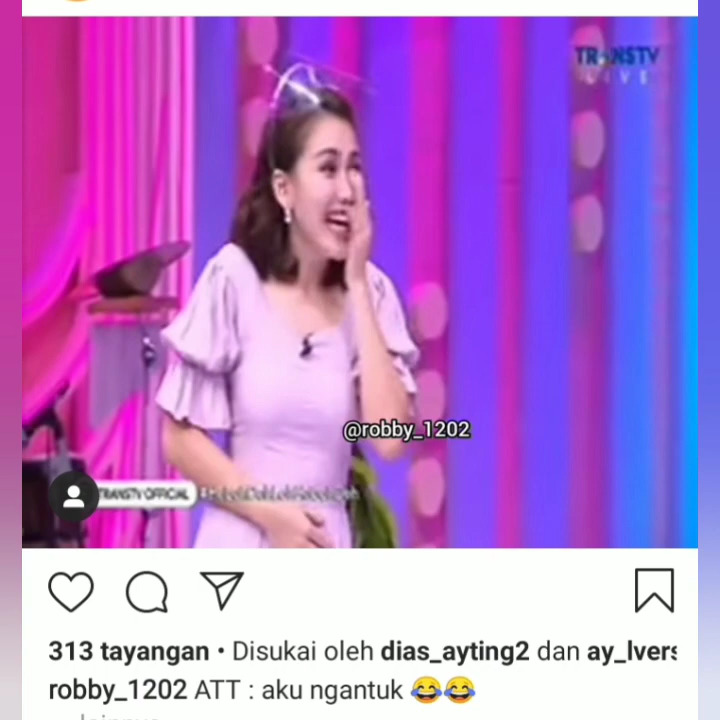 TRANSTV
LIVE
@robby_1202
TRANSTV OFFICIAL
313 tayangan • Disukai oleh dias_ayting2 dan ay_lvers
robby_1202 ATT : aku ngantuk 😂😂